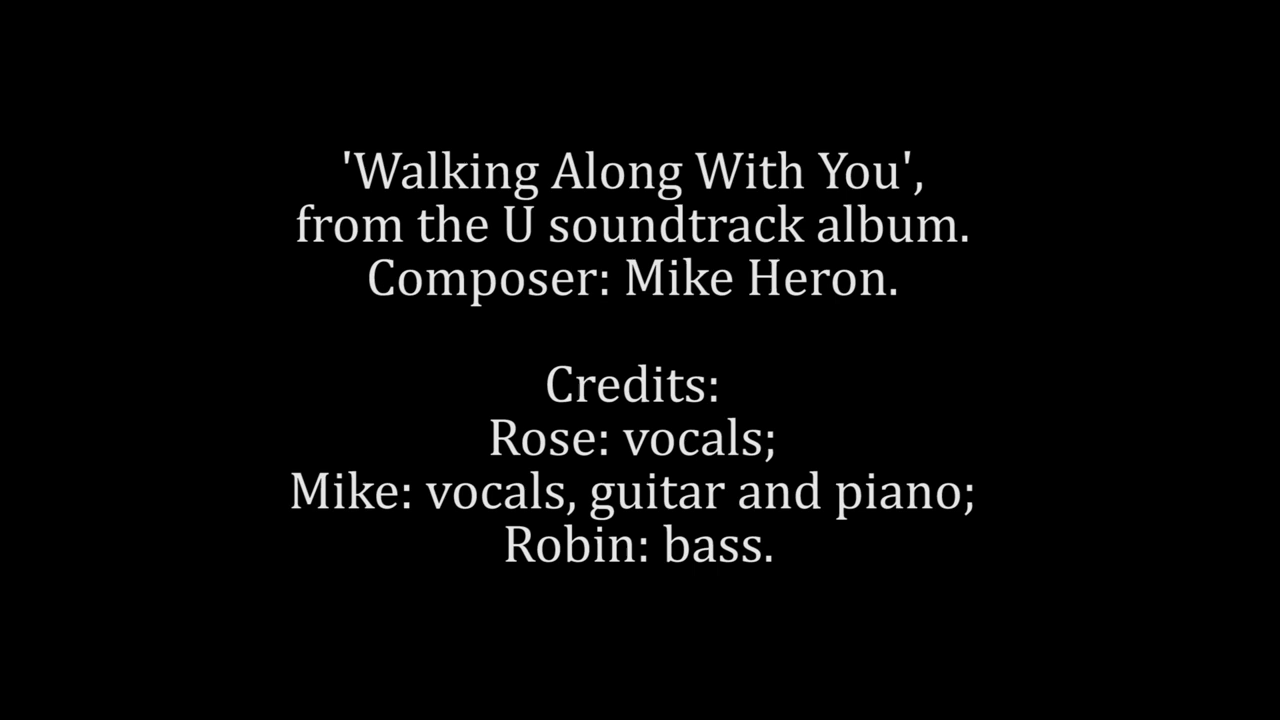 'Walking Along With You',
from the U soundtrack album.
Composer: Mike Heron.
Credits:
Rose: vocals;
Mike: vocals, guitar and piano;
Robin: bass.